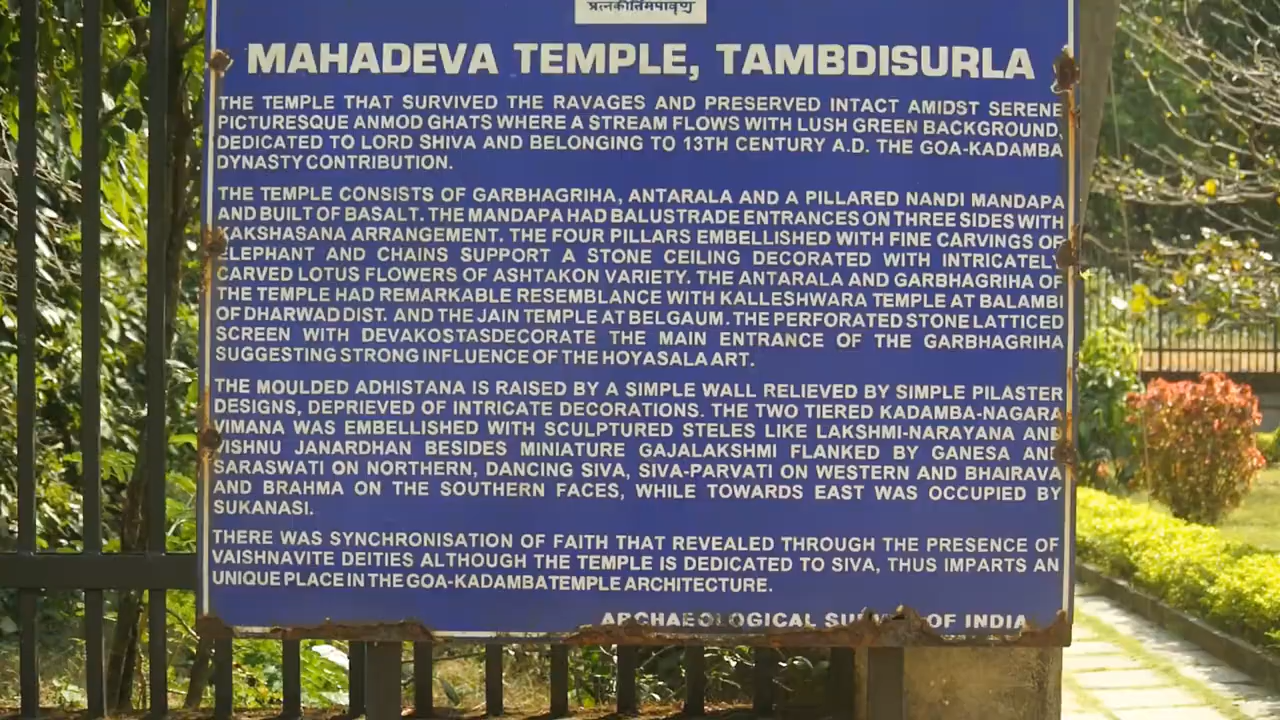 प्रत्नकीर्तिमपावृणु
MAHADEVA TEMPLE, TAMBDISURLA
THE TEMPLE THAT SURVIVED THE RAVAGES AND PRESERVED INTACT AMIDST SERENE
PICTURESQUE ANMOD GHATS WHERE A STREAM FLOWS WITH LUSH GREEN BACKGROUND,
DEDICATED TO LORD SHIVA AND BELONGING TO 13TH CENTURY A.D. THE GOA-KADAMBA
DYNASTY CONTRIBUTION.
THE TEMPLE CONSISTS OF GARBHAGRIHA, ANTARALA AND A PILLARED NANDI MANDAPA
AND BUILT OF BASALT. THE MANDAPA HAD BALUSTRADE ENTRANCES ON THREE SIDES WITH
KAKSHASANA ARRANGEMENT. THE FOUR PILLARS EMBELLISHED WITH FINE CARVINGS OF
ELEPHANT AND CHAINS SUPPORT A STONE CEILING DECORATED WITH INTRICATELY
CARVED LOTUS FLOWERS OF ASHTAKON VARIETY. THE ANTARALA AND GARBHAGRIHA OF
THE TEMPLE HAD REMARKABLE RESEMBLANCE WITH KALLESHWARA TEMPLE AT BALAMBI
OF DHARWAD DIST. AND THE JAIN TEMPLE AT BELGAUM. THE PERFORATED STONE LATTICED
SCREEN WITH DEVAKOSTASDECORATE THE MAIN ENTRANCE OF THE GARBHAGRIHA
SUGGESTING STRONG INFLUENCE OF THE HOYASALA ART.
THE MOULDED ADHISTANA IS RAISED BY A SIMPLE WALL RELIEVED BY SIMPLE PILASTER
DESIGNS, DEPRIEVED OF INTRICATE DECORATIONS. THE TWO TIERED KADAMBA-NAGARA
VIMANA WAS EMBELLISHED WITH SCULPTURED STELES LIKE LAKSHMI-NARAYANA AND
VISHNU JANARDHAN BESIDES MINIATURE GAJALAKSHMI FLANKED BY GANESA AND
SARASWATI ON NORTHERN, DANCING SIVA, SIVA-PARVATI ON WESTERN AND BHAIRAVA
AND BRAHMA ON THE SOUTHERN FACES, WHILE TOWARDS EAST WAS OCCUPIED BY
SUKANASI.
THERE WAS SYNCHRONISATION OF FAITH THAT REVEALED THROUGH THE PRESENCE OF
VAISHNAVITE DEITIES ALTHOUGH THE TEMPLE IS DEDICATED TO SIVA, THUS IMPARTS AN
UNIQUE PLACE IN THE GOA-KADAMBA TEMPLE ARCHITECTURE.
ARCHAEOLOGICAL SURVEY OF INDIA